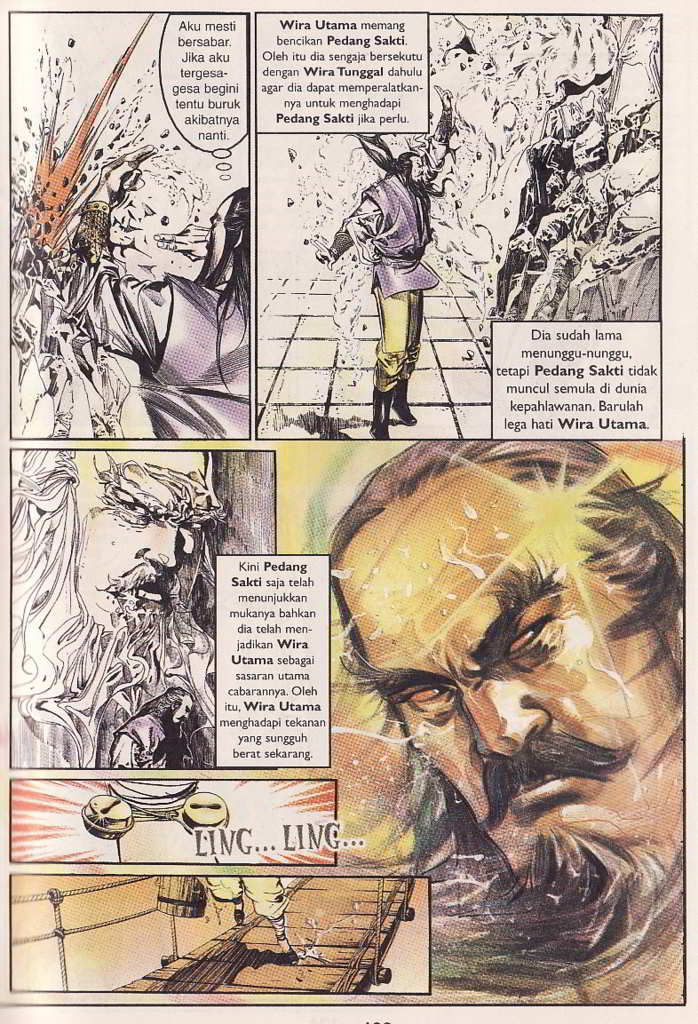 Aku mesti
bersabar.
Jika aku
tergesa-
gesa begini
tentu buruk
akibatnya
nanti.
Wira Utama memang
bencikan Pedang Sakti.
Oleh itu dia sengaja bersekutu
dengan Wira Tunggal dahulu
agar dia dapat memperalatkan-
nya untuk menghadapi
Pedang Sakti jika perlu.
Dia sudah lama
menunggu-nunggu,
tetapi Pedang Sakti tidak
muncul semula di dunia
kepahlawanan. Barulah
lega hati Wira Utama.
Kini Pedang
Sakti saja telah
menunjukkan
mukanya bahkan
dia telah men-
jadikan Wira
Utama sebagai
sasaran utama
cabarannya. Oleh
itu, Wira Utama
menghadapi tekanan
yang sungguh
berat sekarang.
LING... LING...